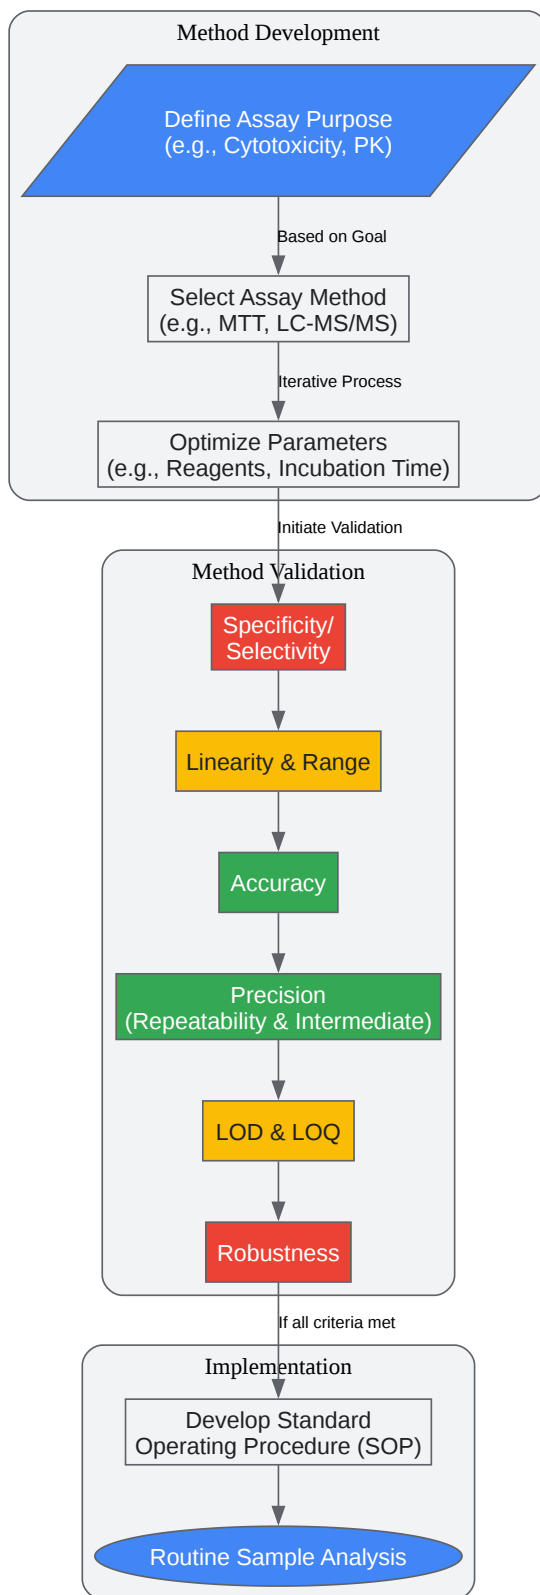 Method Development
Define Assay Purpose
(e.g., Cytotoxicity, PK)
Based on Goal
Select Assay Method
(e.g., MTT, LC-MS/MS)
Iterative Process
Optimize Parameters
(e.g., Reagents, Incubation Time)
Initiate Validation
Method Validation
Specificity/
Selectivity
Linearity & Range
Accuracy
Precision
(Repeatability & Intermediate)
LOD & LOQ
Robustness
If all criteria met
Implementation
Develop Standard
Operating Procedure (SOP)
Routine Sample Analysis